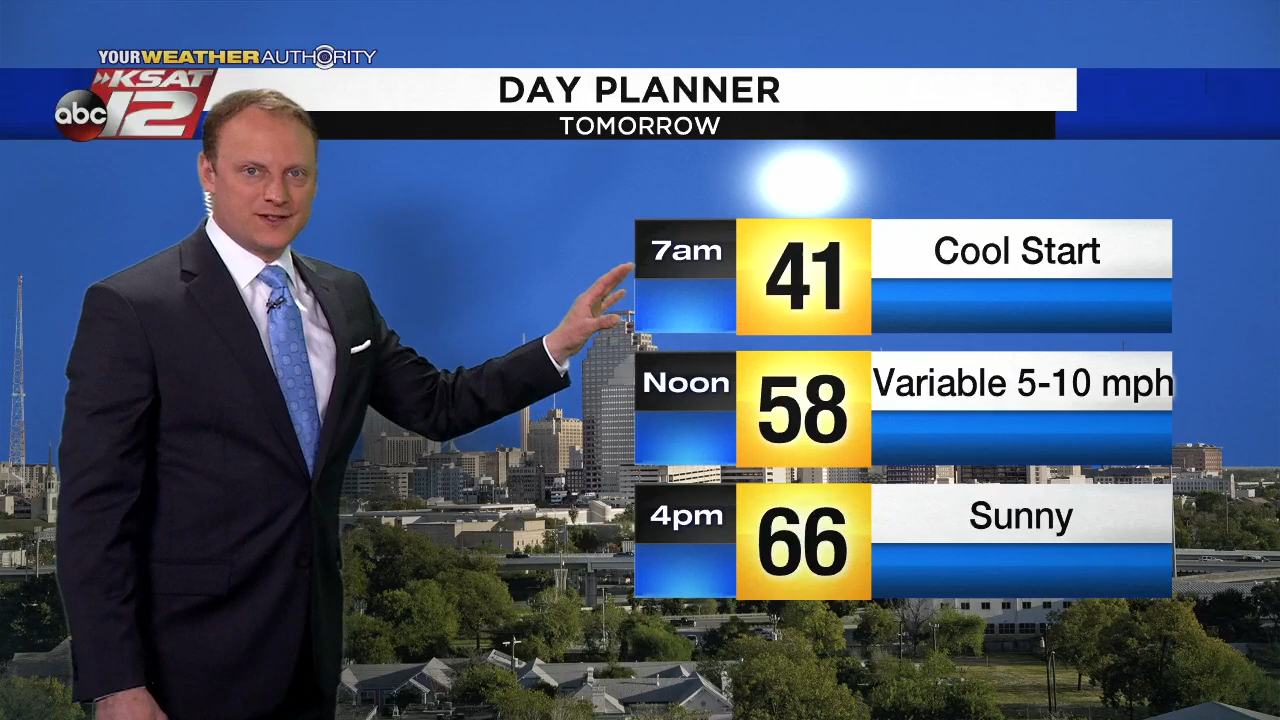 YOURWEATHERAUTHORITY
KSAT
abc 12
DAY PLANNER
TOMORROW
7am 41 Cool Start
Noon 58 Variable 5-10 mph
4pm 66 Sunny